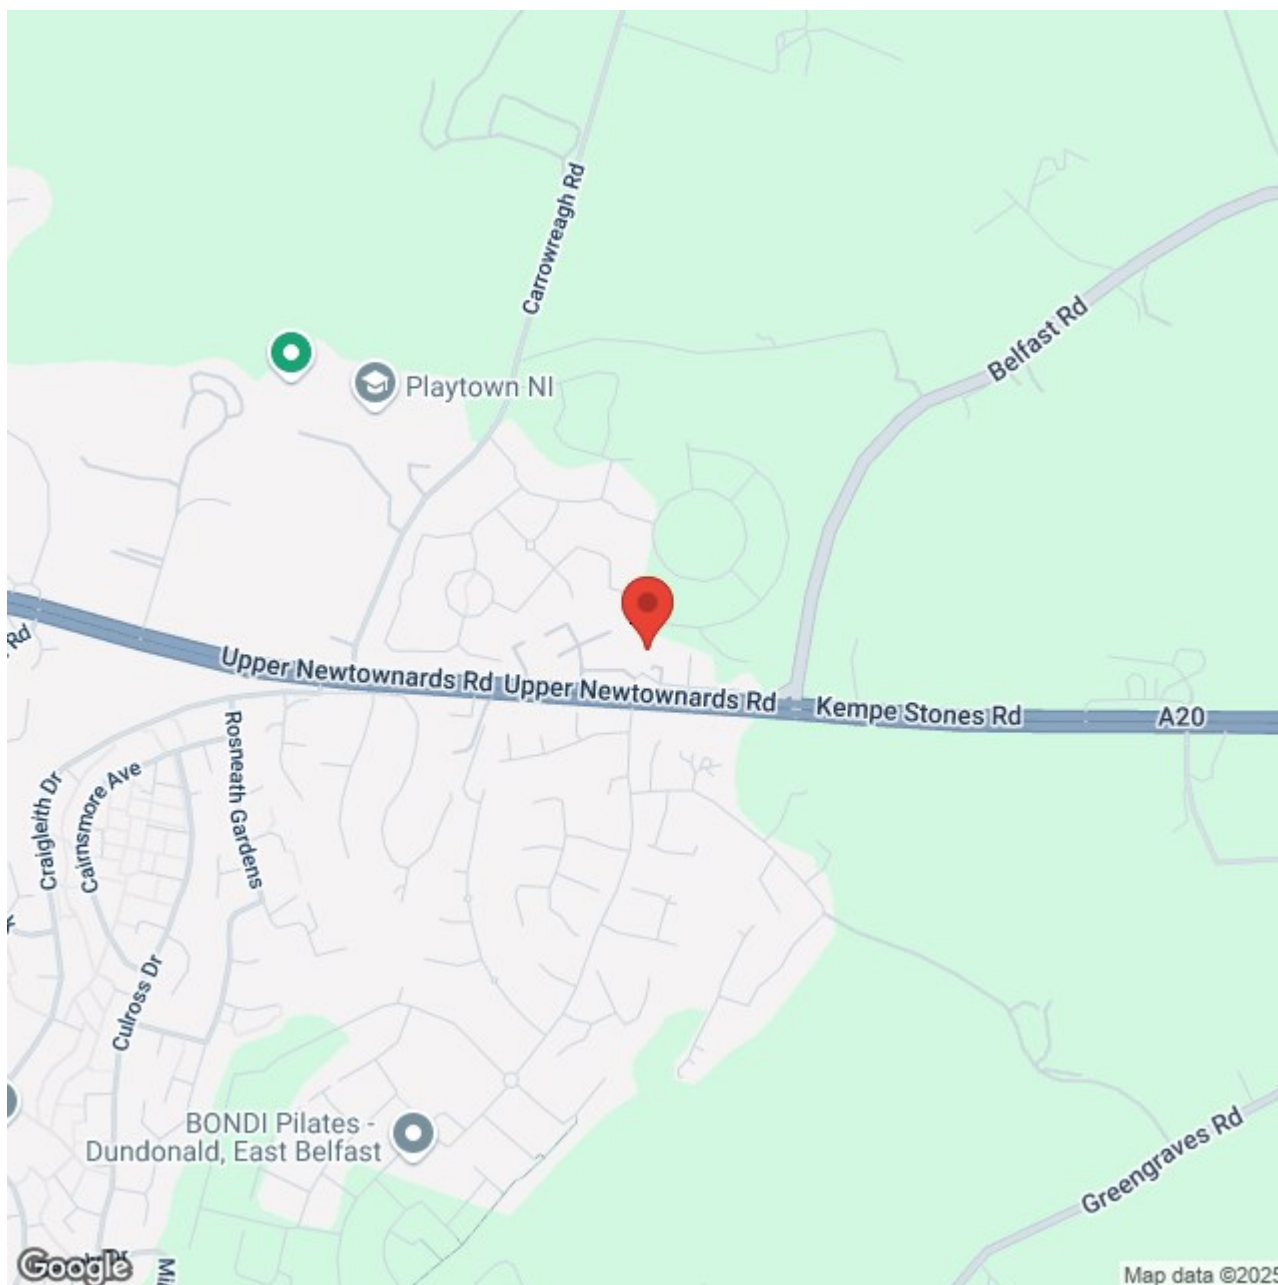 Carrowreagh Rd
Belfast Rd
Playtown NI
Rd
Upper Newtownards Rd
Upper Newtownards Rd
Kempe Stones Rd
A20
Rosneath Gardens
Cairnsmore Ave
Craigleith Dr
Culross Dr
BONDI Pilates -
Dundonald, East Belfast
Greengraves Rd
Dr
Google
Map data ©2025